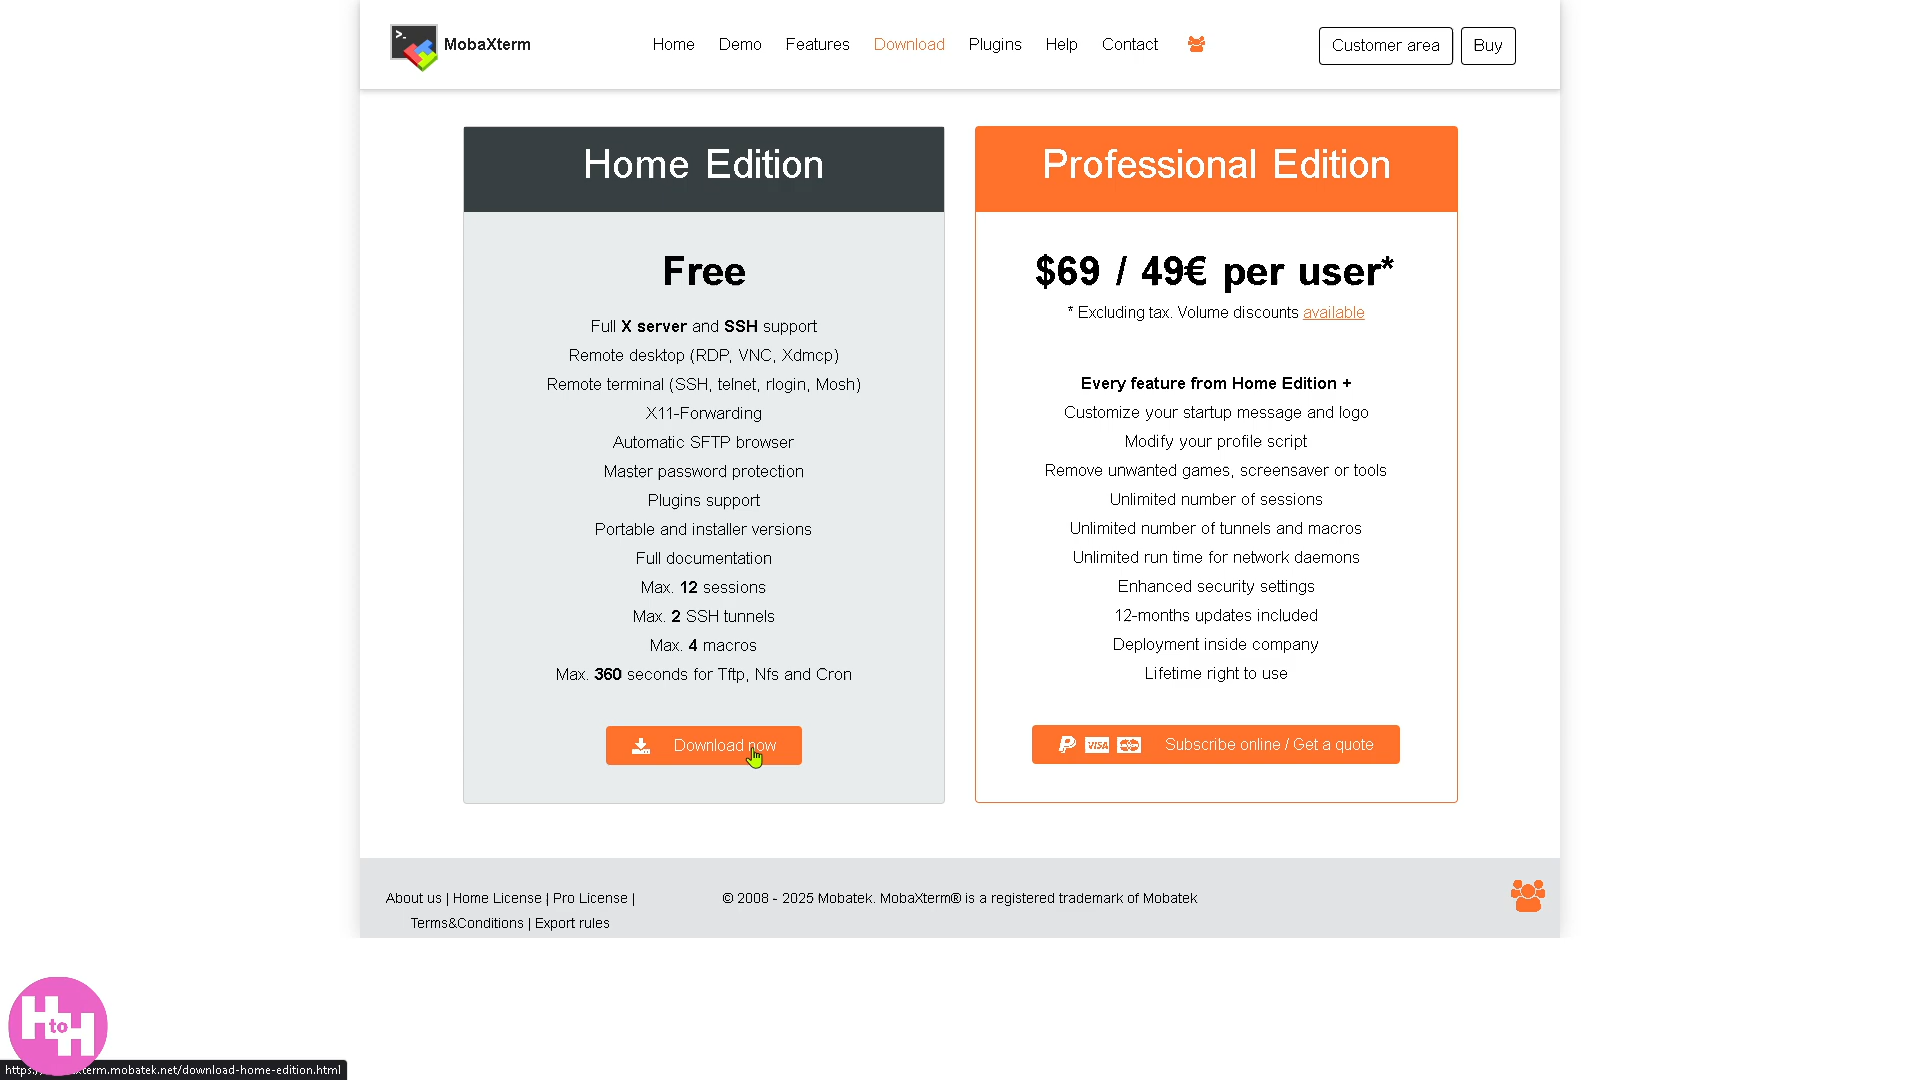 >_
MobaXterm
Home Demo Features Download Plugins Help Contact
Customer area Buy
Home Edition
Free
Full X server and SSH support
Remote desktop (RDP, VNC, Xdmcp)
Remote terminal (SSH, telnet, rlogin, Mosh)
X11-Forwarding
Automatic SFTP browser
Master password protection
Plugins support
Portable and installer versions
Full documentation
Max. 12 sessions
Max. 2 SSH tunnels
Max. 4 macros
Max. 360 seconds for Tftp, Nfs and Cron
Download now
Professional Edition
$69 / 49€ per user*
* Excluding tax. Volume discounts available
Every feature from Home Edition +
Customize your startup message and logo
Modify your profile script
Remove unwanted games, screensaver or tools
Unlimited number of sessions
Unlimited number of tunnels and macros
Unlimited run time for network daemons
Enhanced security settings
12-months updates included
Deployment inside company
Lifetime right to use
VISA Subscribe online / Get a quote
About us | Home License | Pro License |
Terms&Conditions | Export rules
© 2008 - 2025 Mobatek. MobaXterm® is a registered trademark of Mobatek
H to H
https:/ xterm.mobatek.net/download-home-edition.html